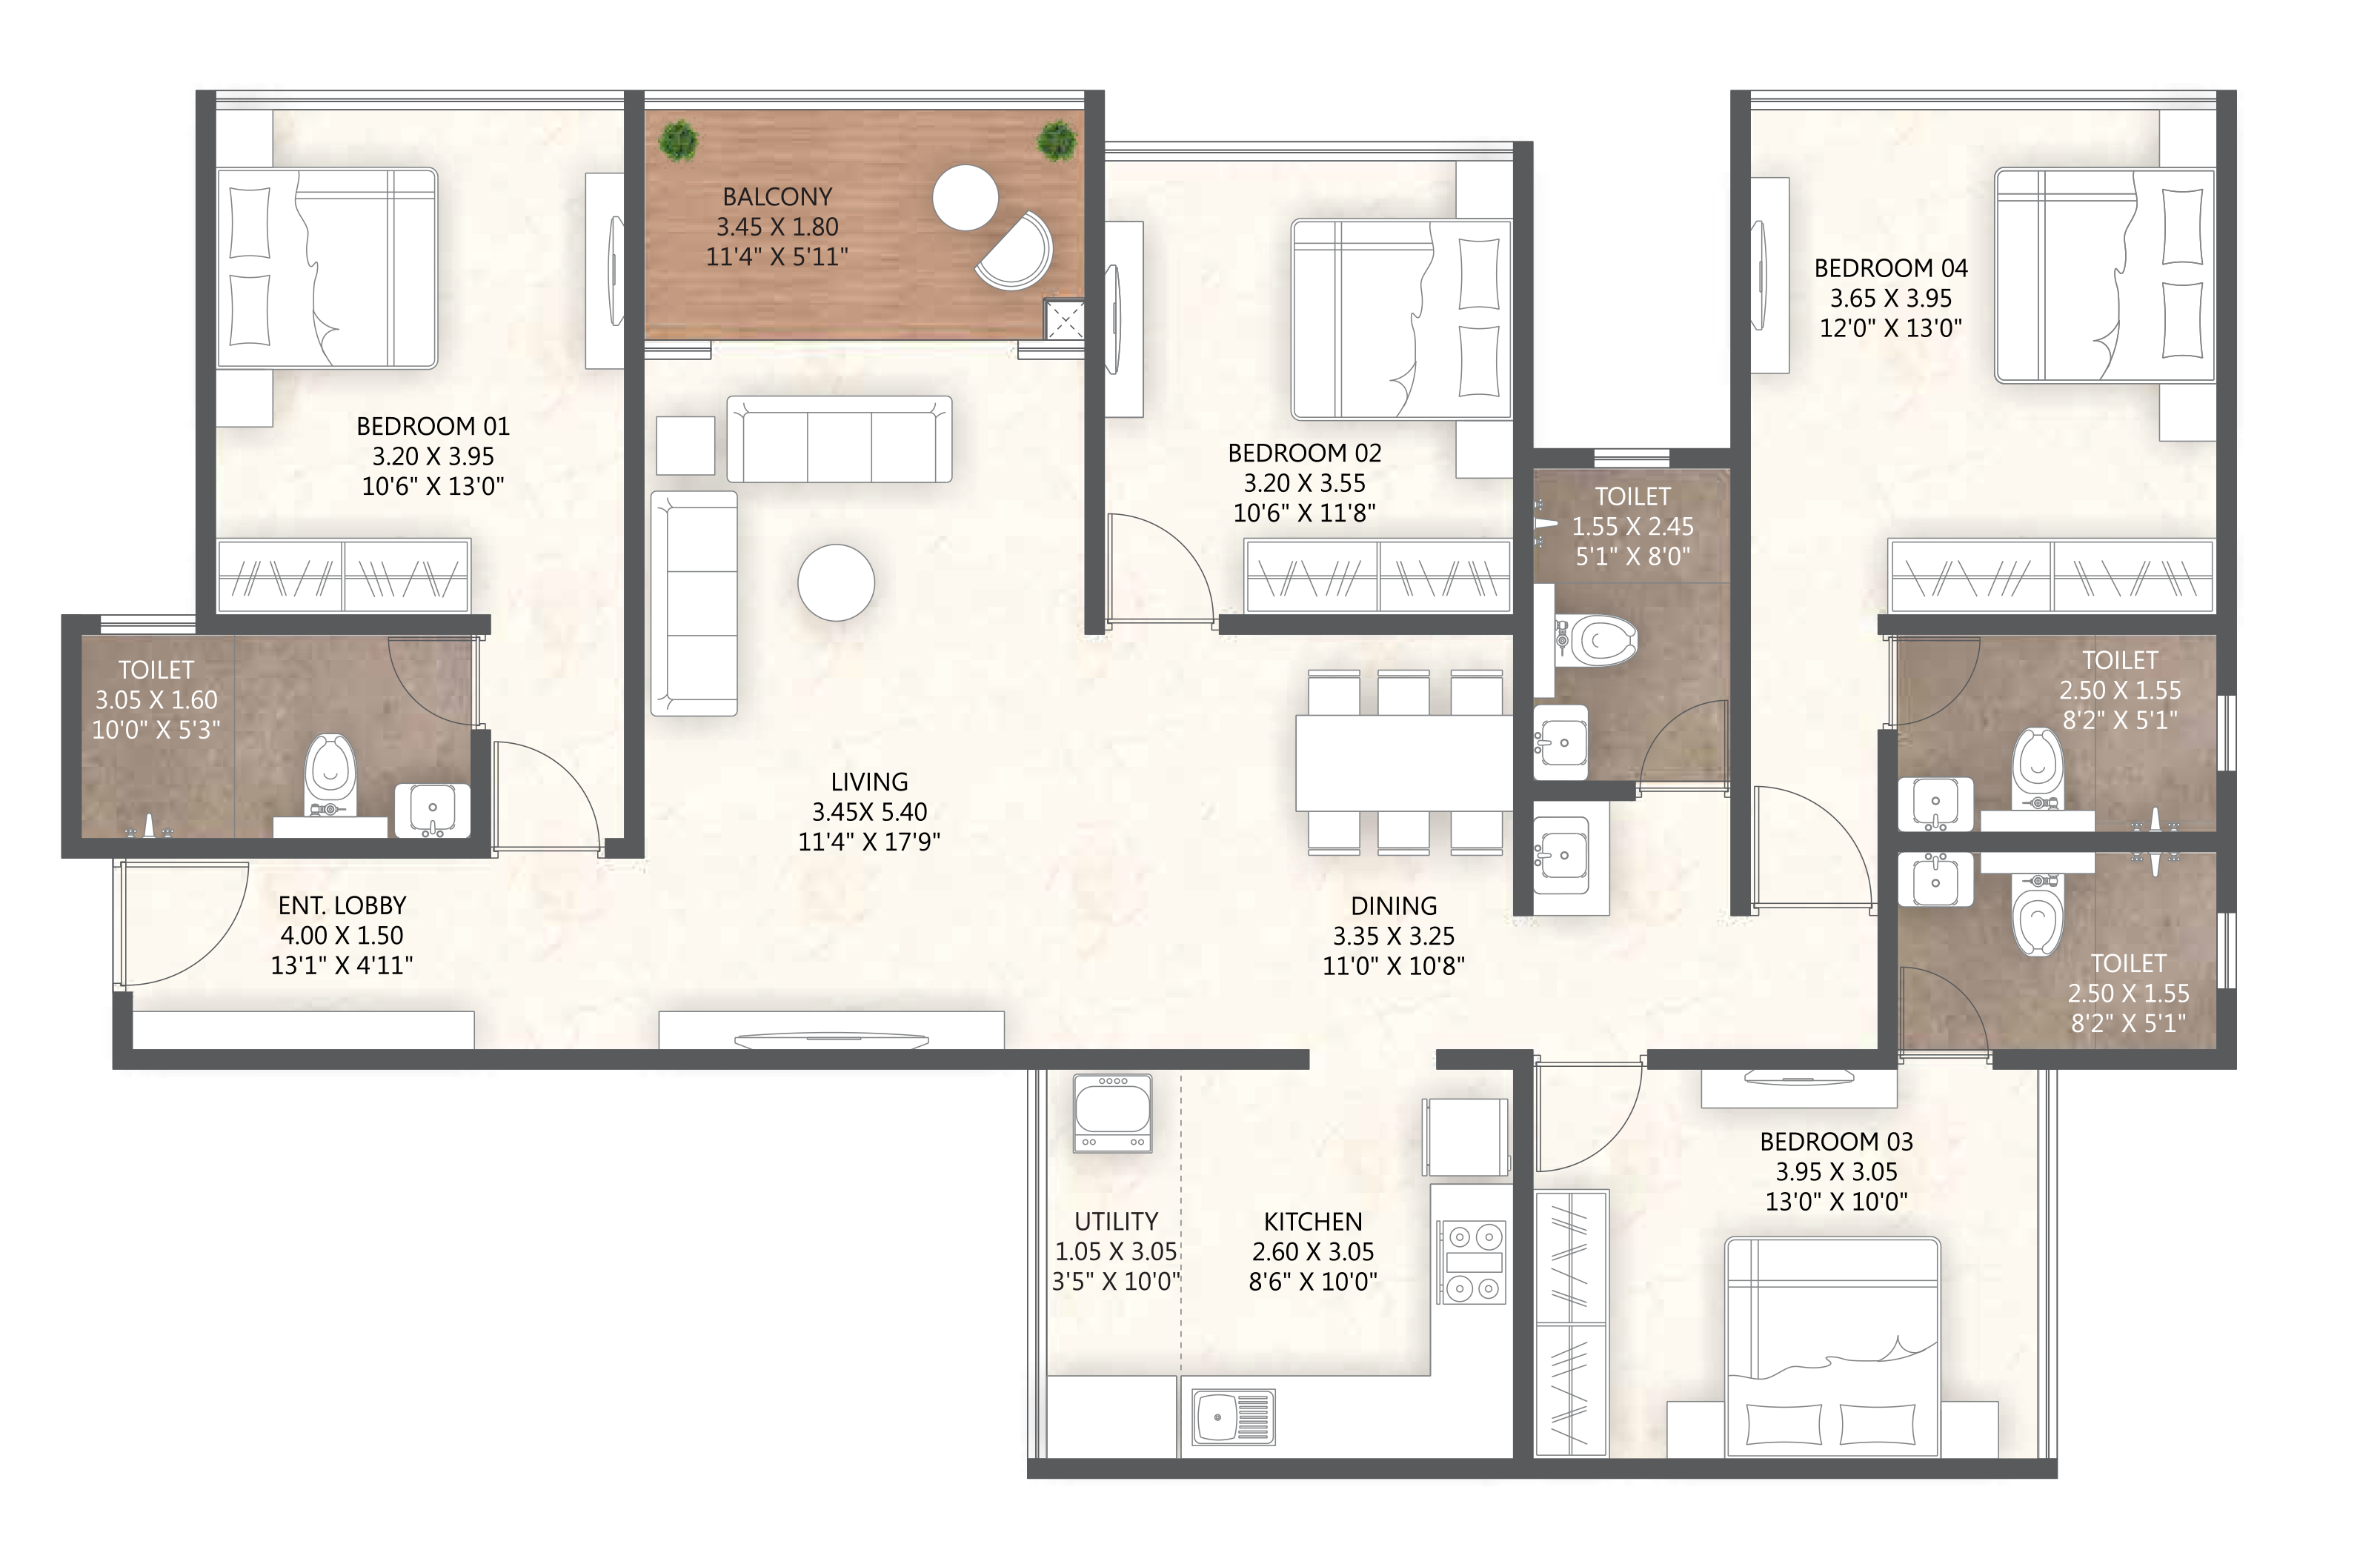 BALCONY
3.45 X 1.80
11'4" X 5'11"
BEDROOM 04
3.65 X 3.95
12'0" X 13'0"
BEDROOM 01
3.20 X 3.95
10'6" X 13'0"
BEDROOM 02
3.20 X 3.55
10'6" X 11'8"
TOILET
1.55 X 2.45
5'1" X 8'0"
TOILET
3.05 X 1.60
10'0" X 5'3"
TOILET
2.50 X 1.55
8'2" X 5'1"
LIVING
3.45X 5.40
11'4" X 17'9"
ENT. LOBBY
4.00 X 1.50
13'1" X 4'11"
DINING
3.35 X 3.25
11'0" X 10'8"
TOILET
2.50 X 1.55
8'2" X 5'1"
BEDROOM 03
3.95 X 3.05
13'0" X 10'0"
UTILITY
1.05 X 3.05
3'5" X 10'0"
KITCHEN
2.60 X 3.05
8'6" X 10'0"